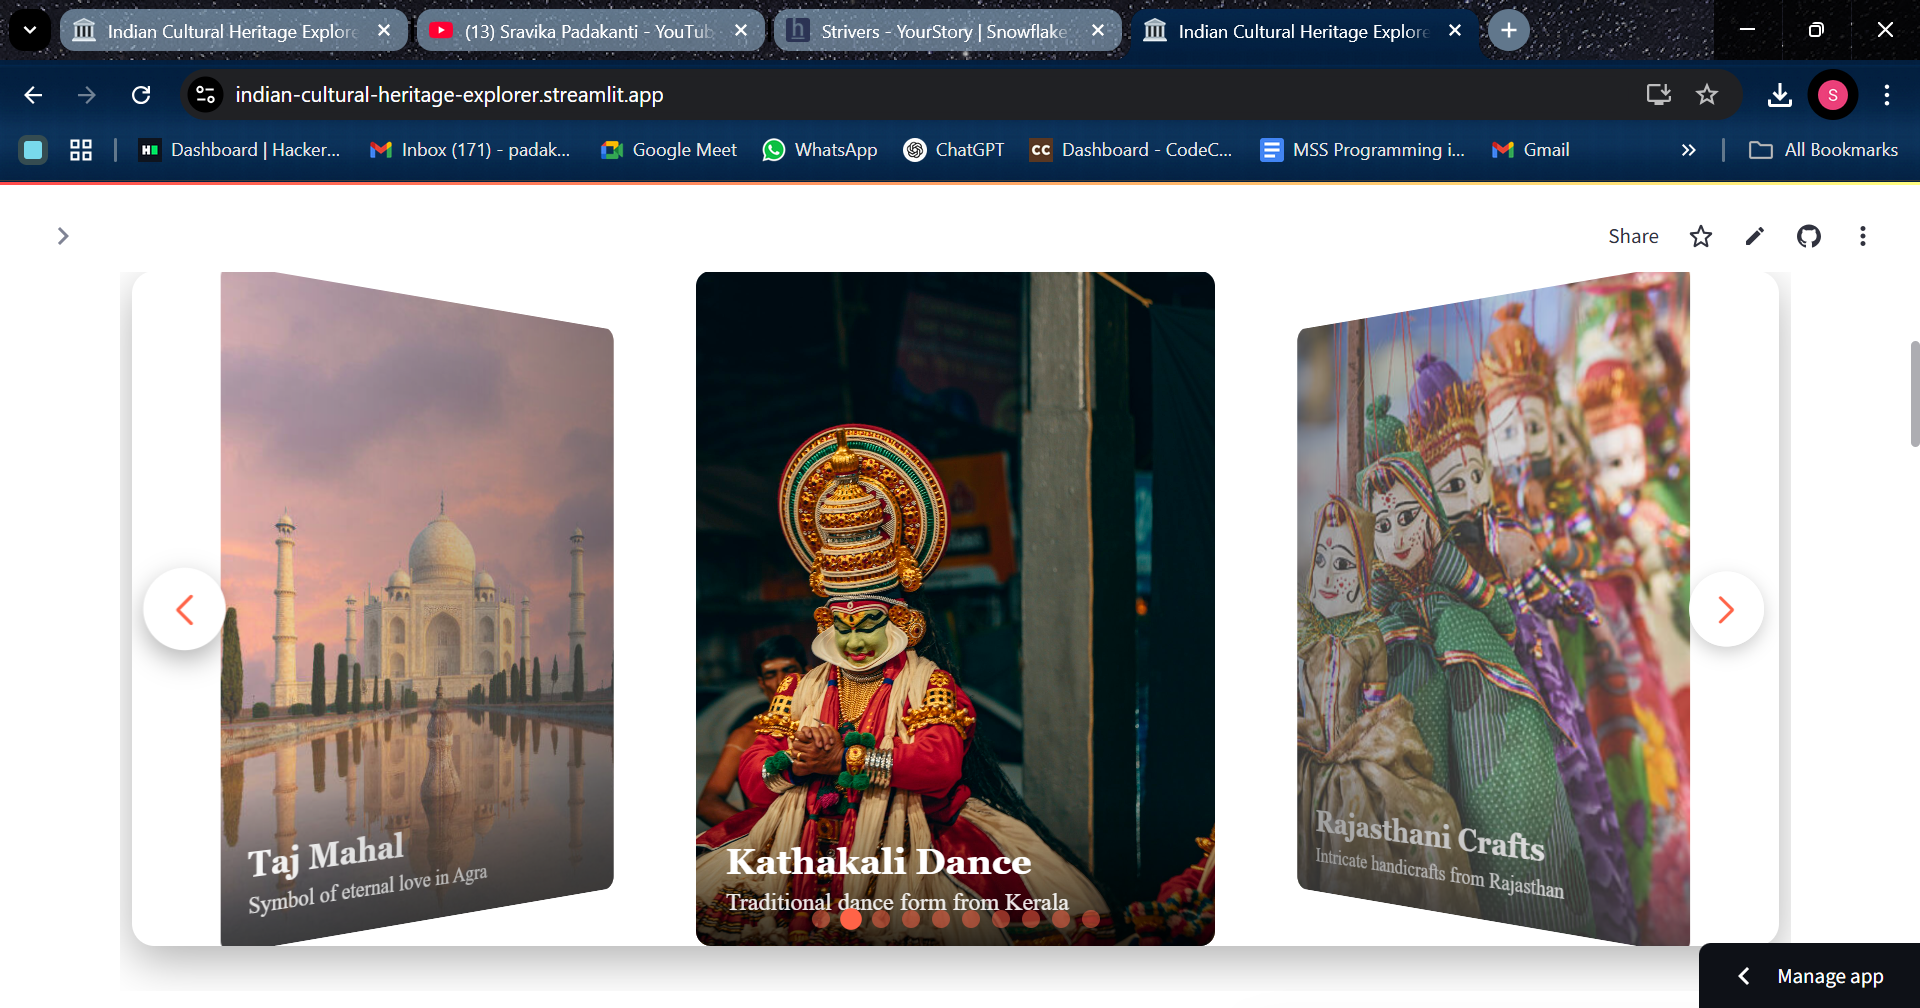 Indian Cultural Heritage Explore
(13) Sravika Padakanti - YouTub
Strivers - YourStory | Snowflake
Indian Cultural Heritage Explore
indian-cultural-heritage-explorer.streamlit.app
S
Dashboard | Hacker...
Inbox (171) - padak...
Google Meet
WhatsApp
ChatGPT
CC
Dashboard - CodeC...
MSS Programming i...
Gmail
All Bookmarks
Share
Taj Mahal
Symbol of eternal love in Agra
Kathakali Dance
Traditional dance form from Kerala
Rajasthani Crafts
Intricate handicrafts from Rajasthan
Manage app